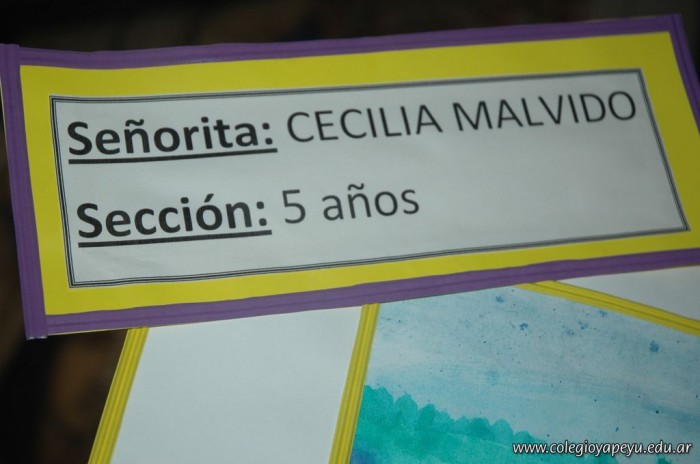 Señorita: CECILIA MALVIDO
Sección: 5 años
www.colegioyapeyu.edu.ar